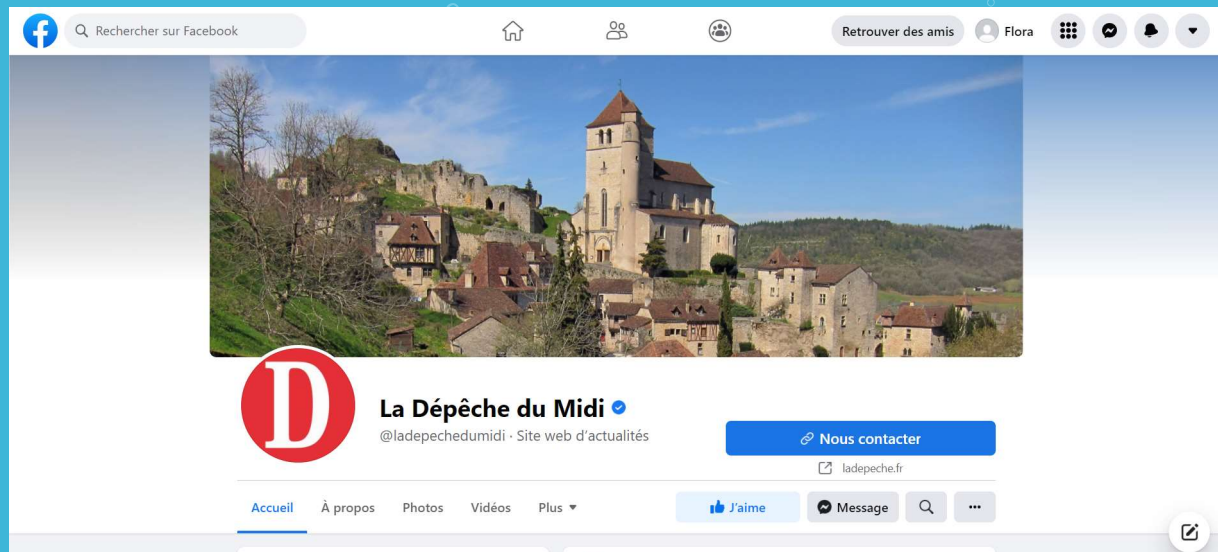 Rechercher sur Facebook
Retrouver des amis
Flora
D
La Dépêche du Midi
@ladepechedumidi · Site web d'actualités
Nous contacter
ladepeche.fr
Accueil
À propos
Photos
Vidéos
Plus
J'aime
Message